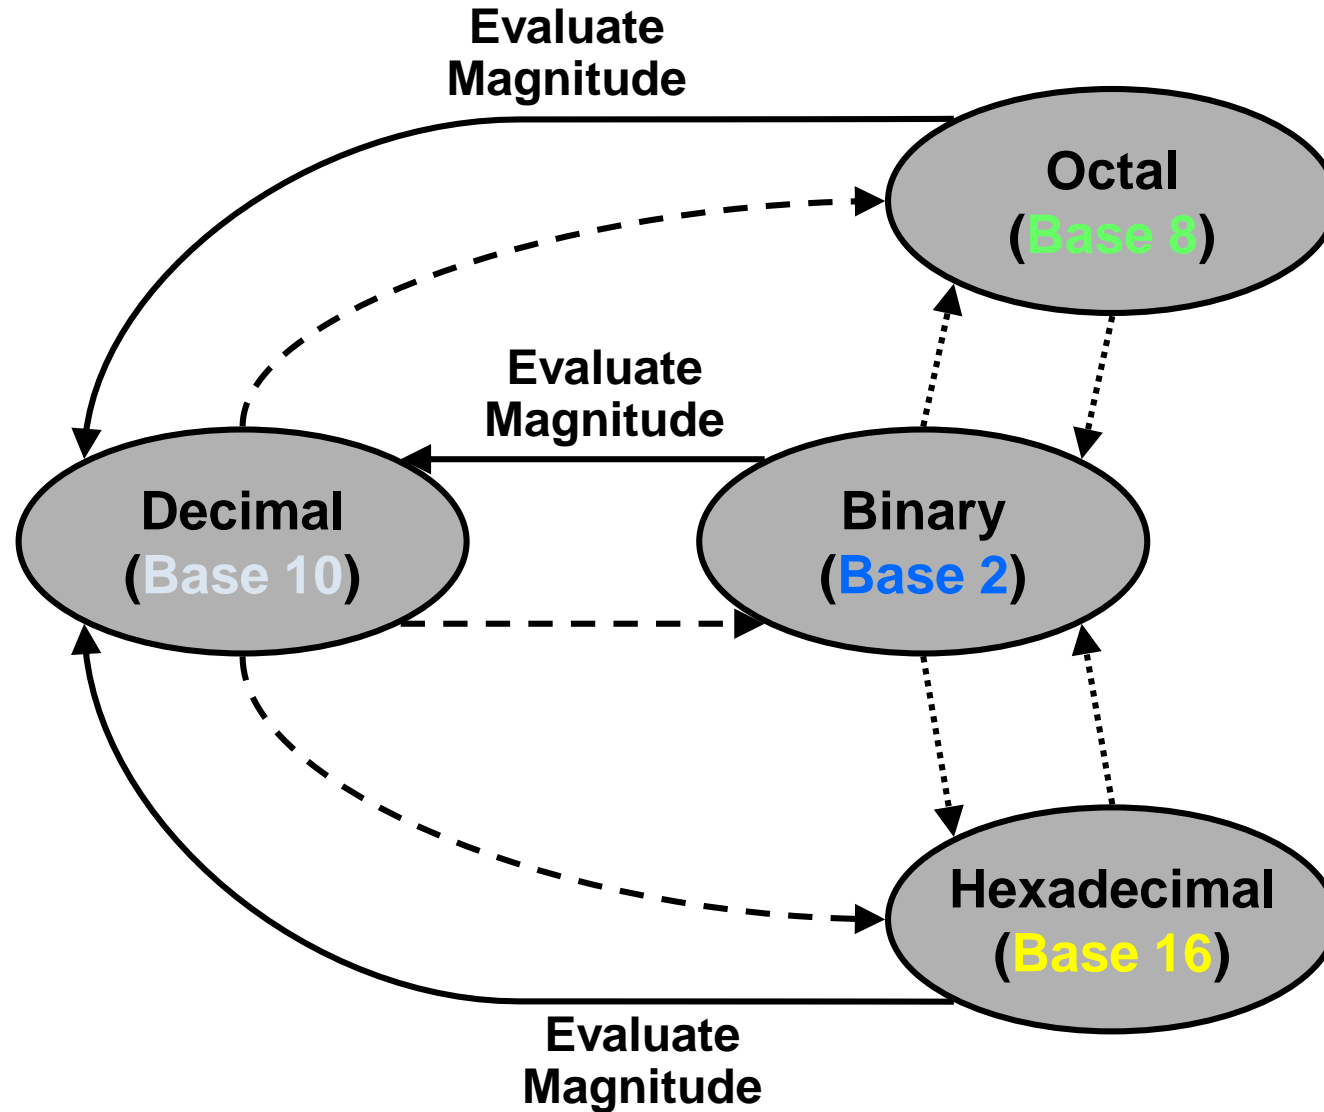 Evaluate
Magnitude
Octal
(Base 8)
Evaluate
Magnitude
Decimal
(Base 10)
Binary
(Base 2)
Hexadecimal
(Base 16)
Evaluate
Magnitude